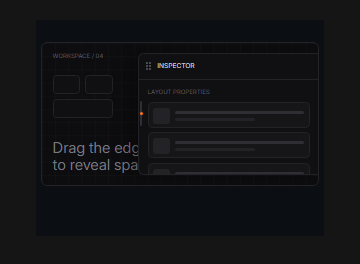 WORKSPACE / 04
INSPECTOR
LAYOUT PROPERTIES
Drag the edg
to reveal spa